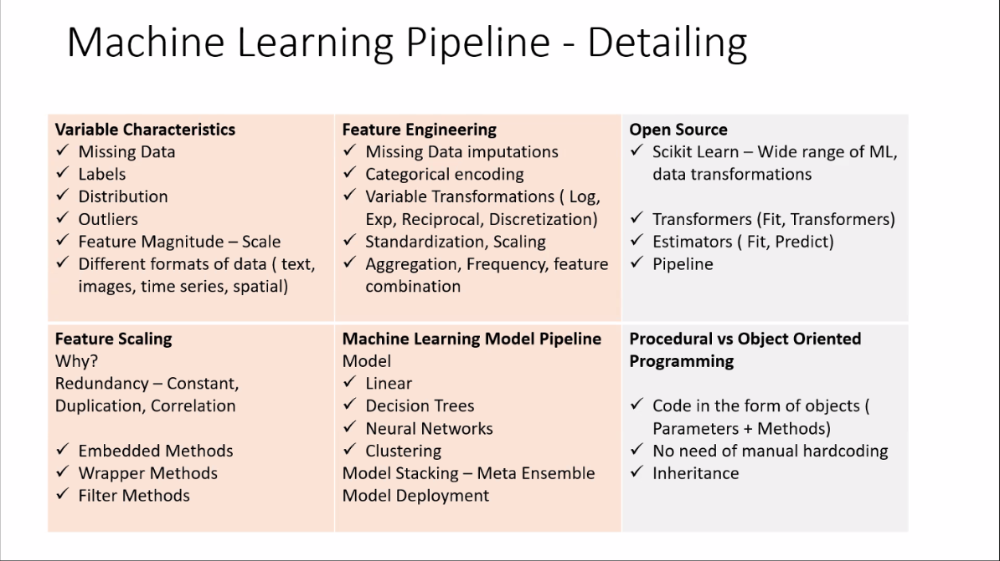 Machine Learning Pipeline - Detailing
Variable Characteristics
✓ Missing Data
✓ Labels
✓ Distribution
✓ Outliers
✓ Feature Magnitude – Scale
✓ Different formats of data ( text,
images, time series, spatial)
Feature Engineering
✓ Missing Data imputations
✓ Categorical encoding
✓ Variable Transformations ( Log,
Exp, Reciprocal, Discretization)
✓ Standardization, Scaling
✓ Aggregation, Frequency, feature
combination
Open Source
✓ Scikit Learn – Wide range of ML,
data transformations
✓ Transformers (Fit, Transformers)
✓ Estimators ( Fit, Predict)
✓ Pipeline
Feature Scaling
Why?
Redundancy – Constant,
Duplication, Correlation
✓ Embedded Methods
✓ Wrapper Methods
✓ Filter Methods
Machine Learning Model Pipeline
Model
✓ Linear
✓ Decision Trees
✓ Neural Networks
✓ Clustering
Model Stacking – Meta Ensemble
Model Deployment
Procedural vs Object Oriented
Programming
✓ Code in the form of objects (
Parameters + Methods)
✓ No need of manual hardcoding
✓ Inheritance